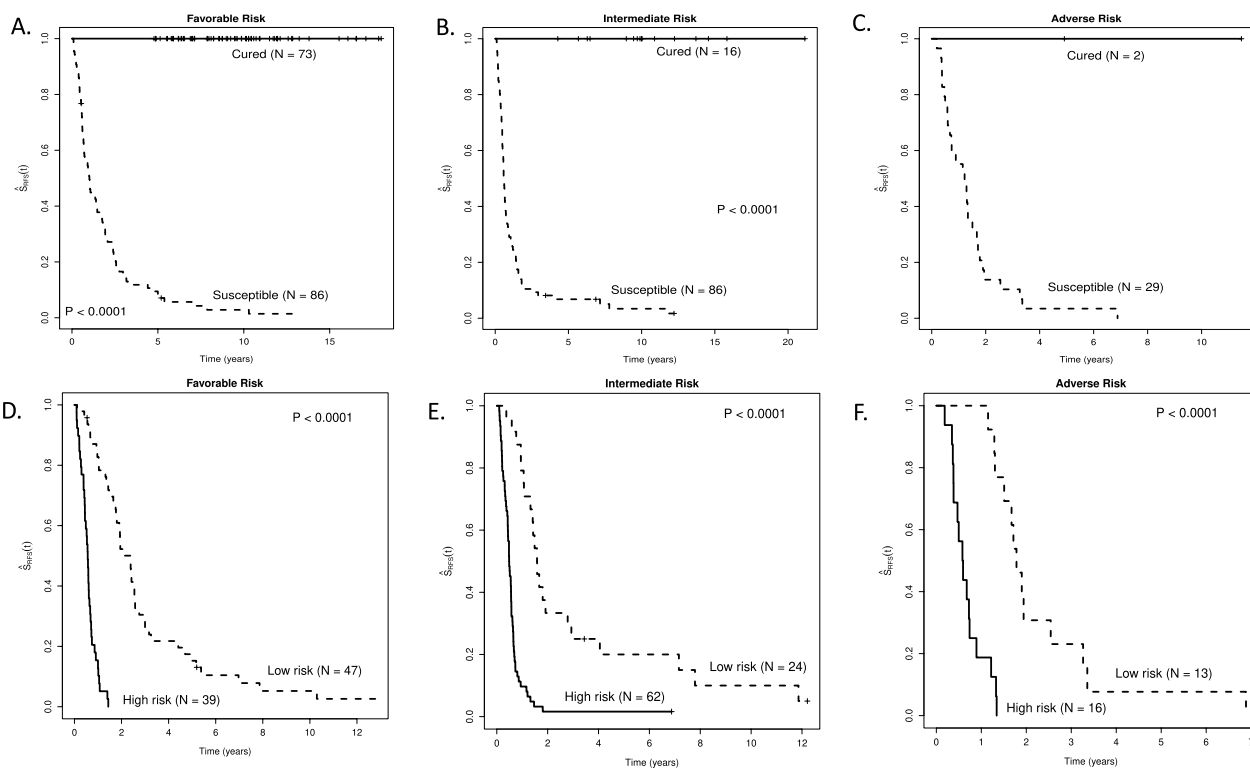 A.
Favorable Risk
1.0
0.8
0.6
0.4
0.2
0.0
ŜRFS(t)
Cured (N = 73)
Susceptible (N = 86)
P < 0.0001
0 5 10 15
Time (years)
B.
Intermediate Risk
1.0
0.8
0.6
0.4
0.2
0.0
ŜRFS(t)
Cured (N = 16)
P < 0.0001
Susceptible (N = 86)
0 5 10 15 20
Time (years)
C.
Adverse Risk
1.0
0.8
0.6
0.4
0.2
0.0
ŜRFS(t)
Cured (N = 2)
Susceptible (N = 29)
0 2 4 6 8 10
Time (years)
D.
Favorable Risk
1.0
0.8
0.6
0.4
0.2
0.0
ŜRFS(t)
P < 0.0001
Low risk (N = 47)
High risk (N = 39)
0 2 4 6 8 10 12
Time (years)
E.
Intermediate Risk
1.0
0.8
0.6
0.4
0.2
0.0
ŜRFS(t)
P < 0.0001
Low risk (N = 24)
High risk (N = 62)
0 2 4 6 8 10 12
Time (years)
F.
Adverse Risk
1.0
0.8
0.6
0.4
0.2
0.0
ŜRFS(t)
P < 0.0001
Low risk (N = 13)
High risk (N = 16)
0 1 2 3 4 5 6
Time (years)